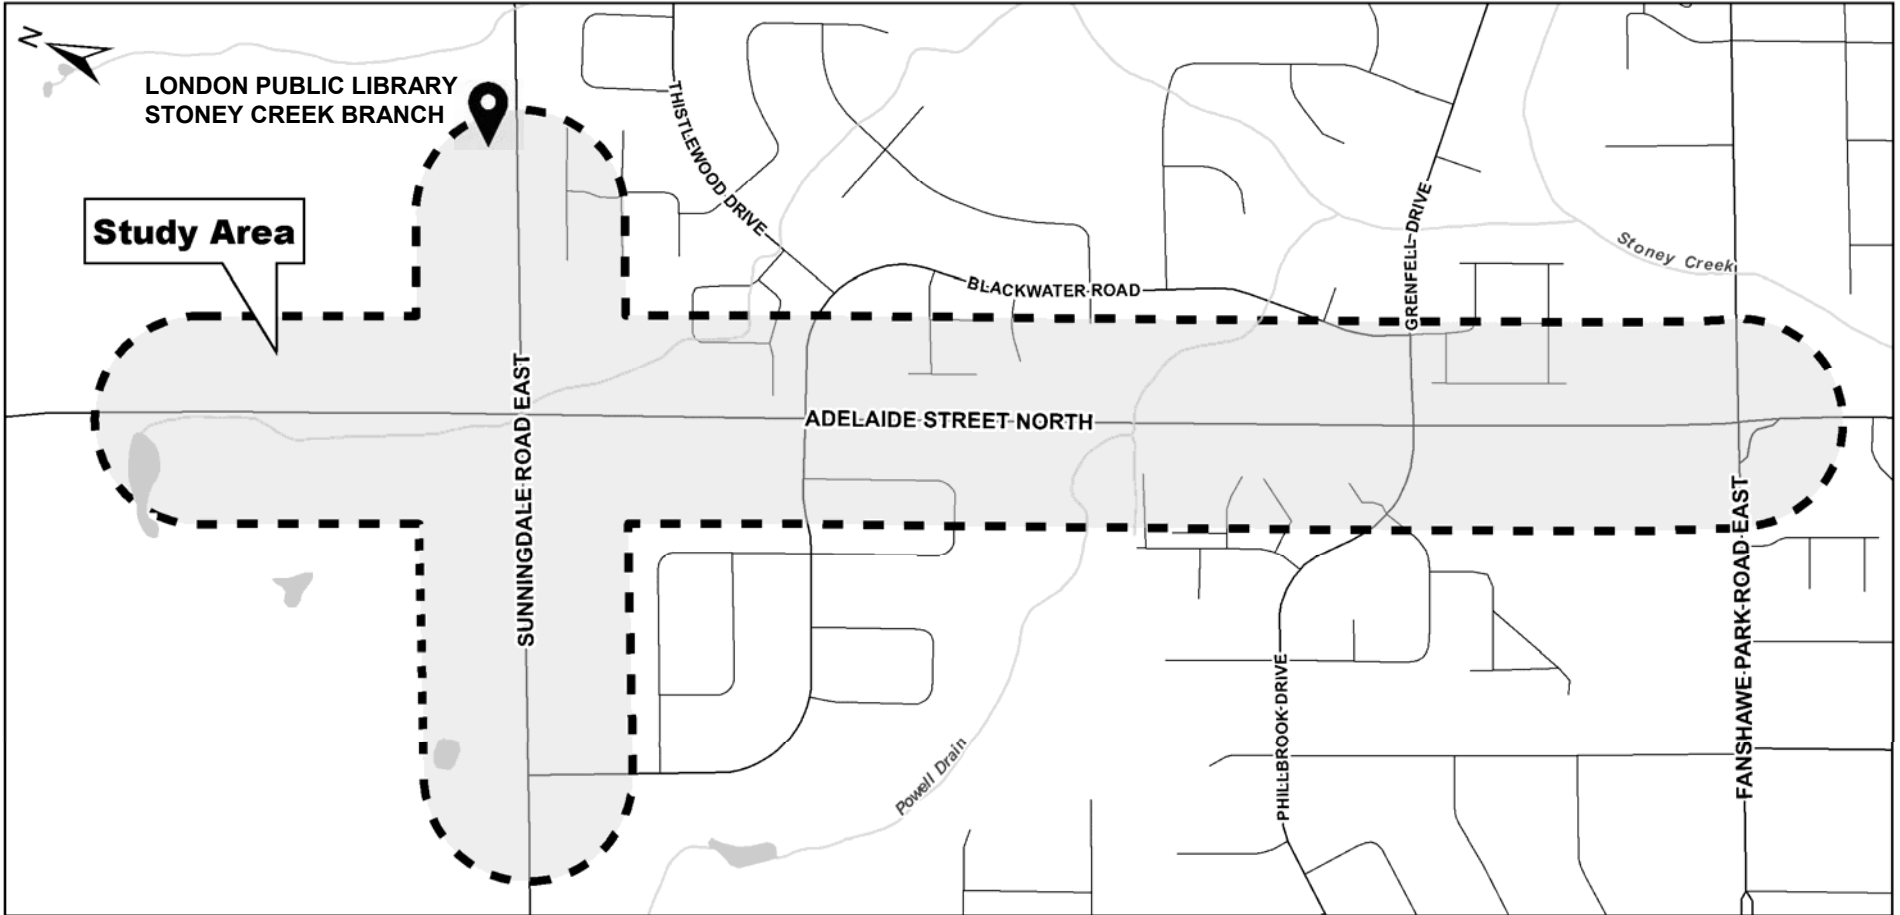 N
LONDON PUBLIC LIBRARY
STONEY CREEK BRANCH
Study Area
THISTLEWOOD DRIVE
GRENFELL DRIVE
Stoney Creek
BLACKWATER ROAD
SUNNINGDALE ROAD EAST
ADELAIDE STREET NORTH
FANSHAWE PARK ROAD EAST
PHILLBROOK DRIVE
Powell Drain